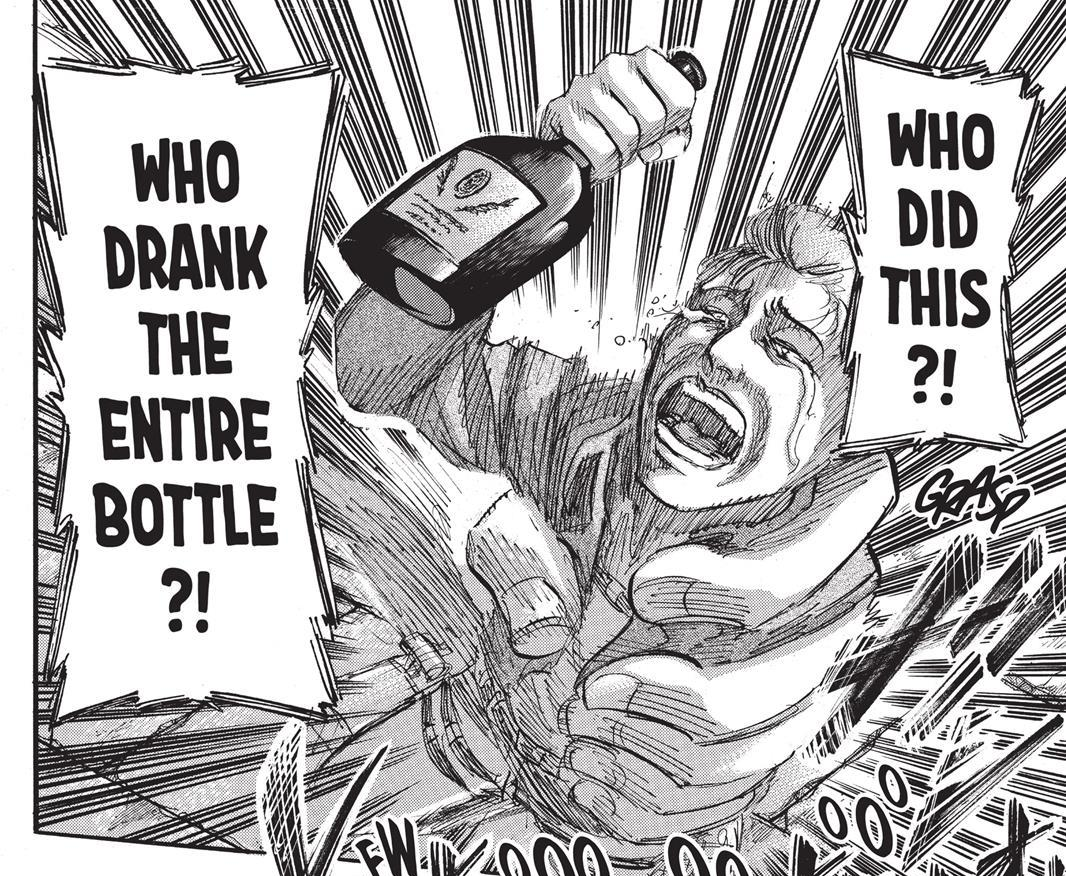 WHO
DID
THIS
?!
WHO
DRANK
THE
ENTIRE
BOTTLE
?!
GRASP